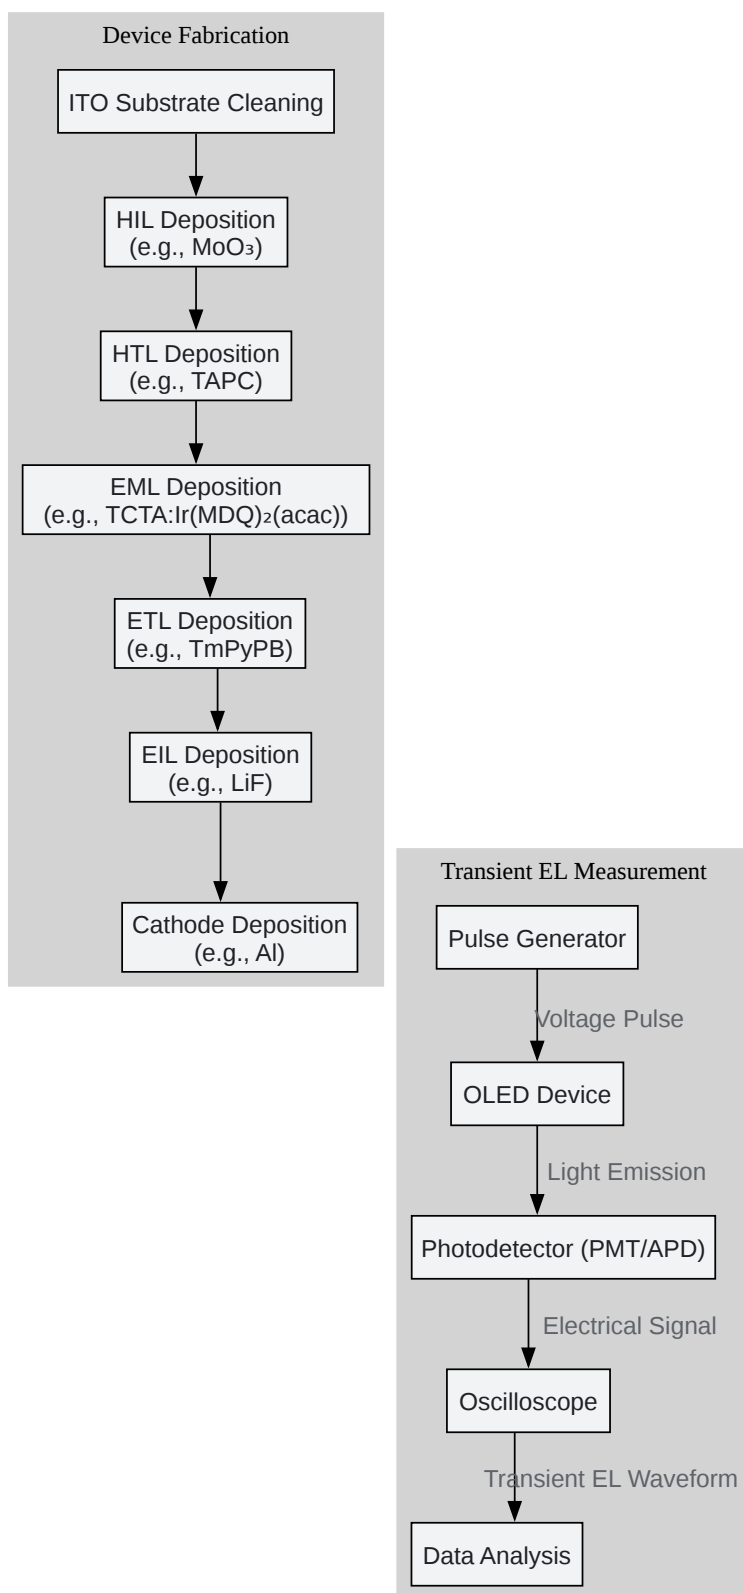 Device Fabrication
ITO Substrate Cleaning
HIL Deposition
(e.g., MoO₃)
HTL Deposition
(e.g., TAPC)
EML Deposition
(e.g., TCTA:Ir(MDQ)₂(acac))
ETL Deposition
(e.g., TmPyPB)
EIL Deposition
(e.g., LiF)
Cathode Deposition
(e.g., Al)
Transient EL Measurement
Pulse Generator
Voltage Pulse
OLED Device
Light Emission
Photodetector (PMT/APD)
Electrical Signal
Oscilloscope
Transient EL Waveform
Data Analysis